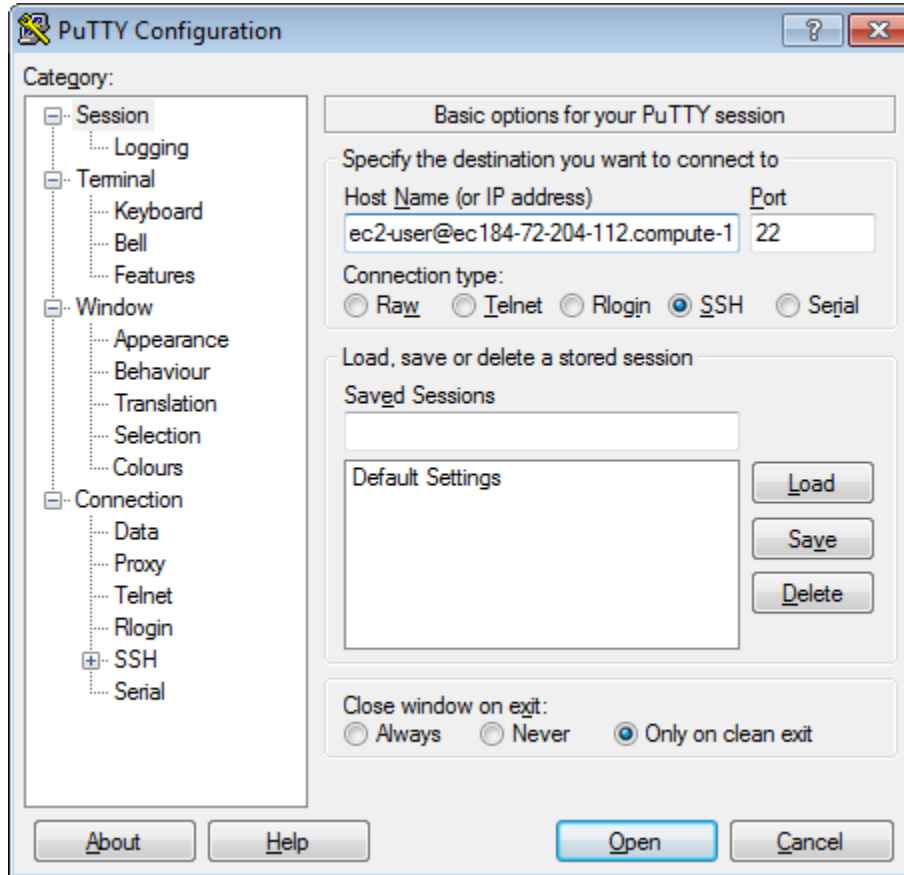 PuTTY Configuration
Category:
Session
Logging
Terminal
Keyboard
Bell
Features
Window
Appearance
Behaviour
Translation
Selection
Colours
Connection
Data
Proxy
Telnet
Rlogin
SSH
Serial
Basic options for your PuTTY session
Specify the destination you want to connect to
Host Name (or IP address) Port
ec2-user@ec184-72-204-112.compute-1 22
Connection type:
Raw Telnet Rlogin SSH Serial
Load, save or delete a stored session
Saved Sessions
Default Settings
Load
Save
Delete
Close window on exit:
Always Never Only on clean exit
About Help Open Cancel